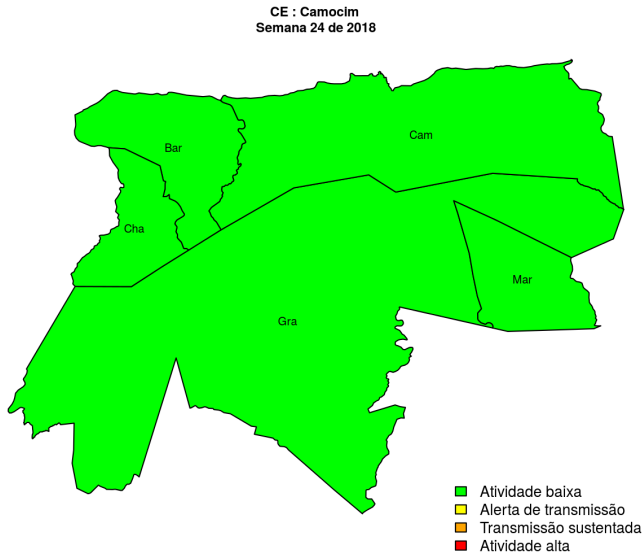 CE : Camocim
Semana 24 de 2018
Bar
Cam
Cha
Mar
Gra
Atividade baixa
Alerta de transmissão
Transmissão sustentada
Atividade alta